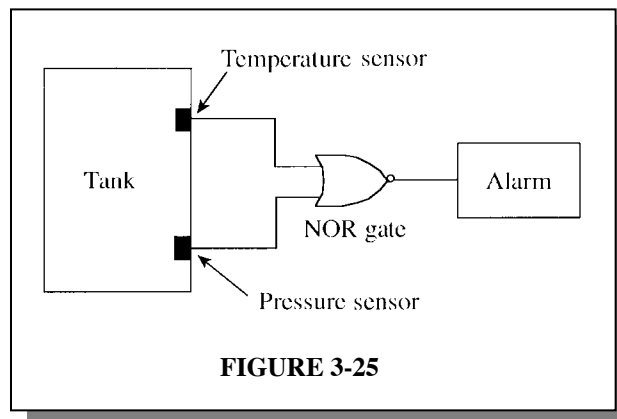 Temperature sensor
Tank
Alarm
NOR gate
Pressure sensor
FIGURE 3-25